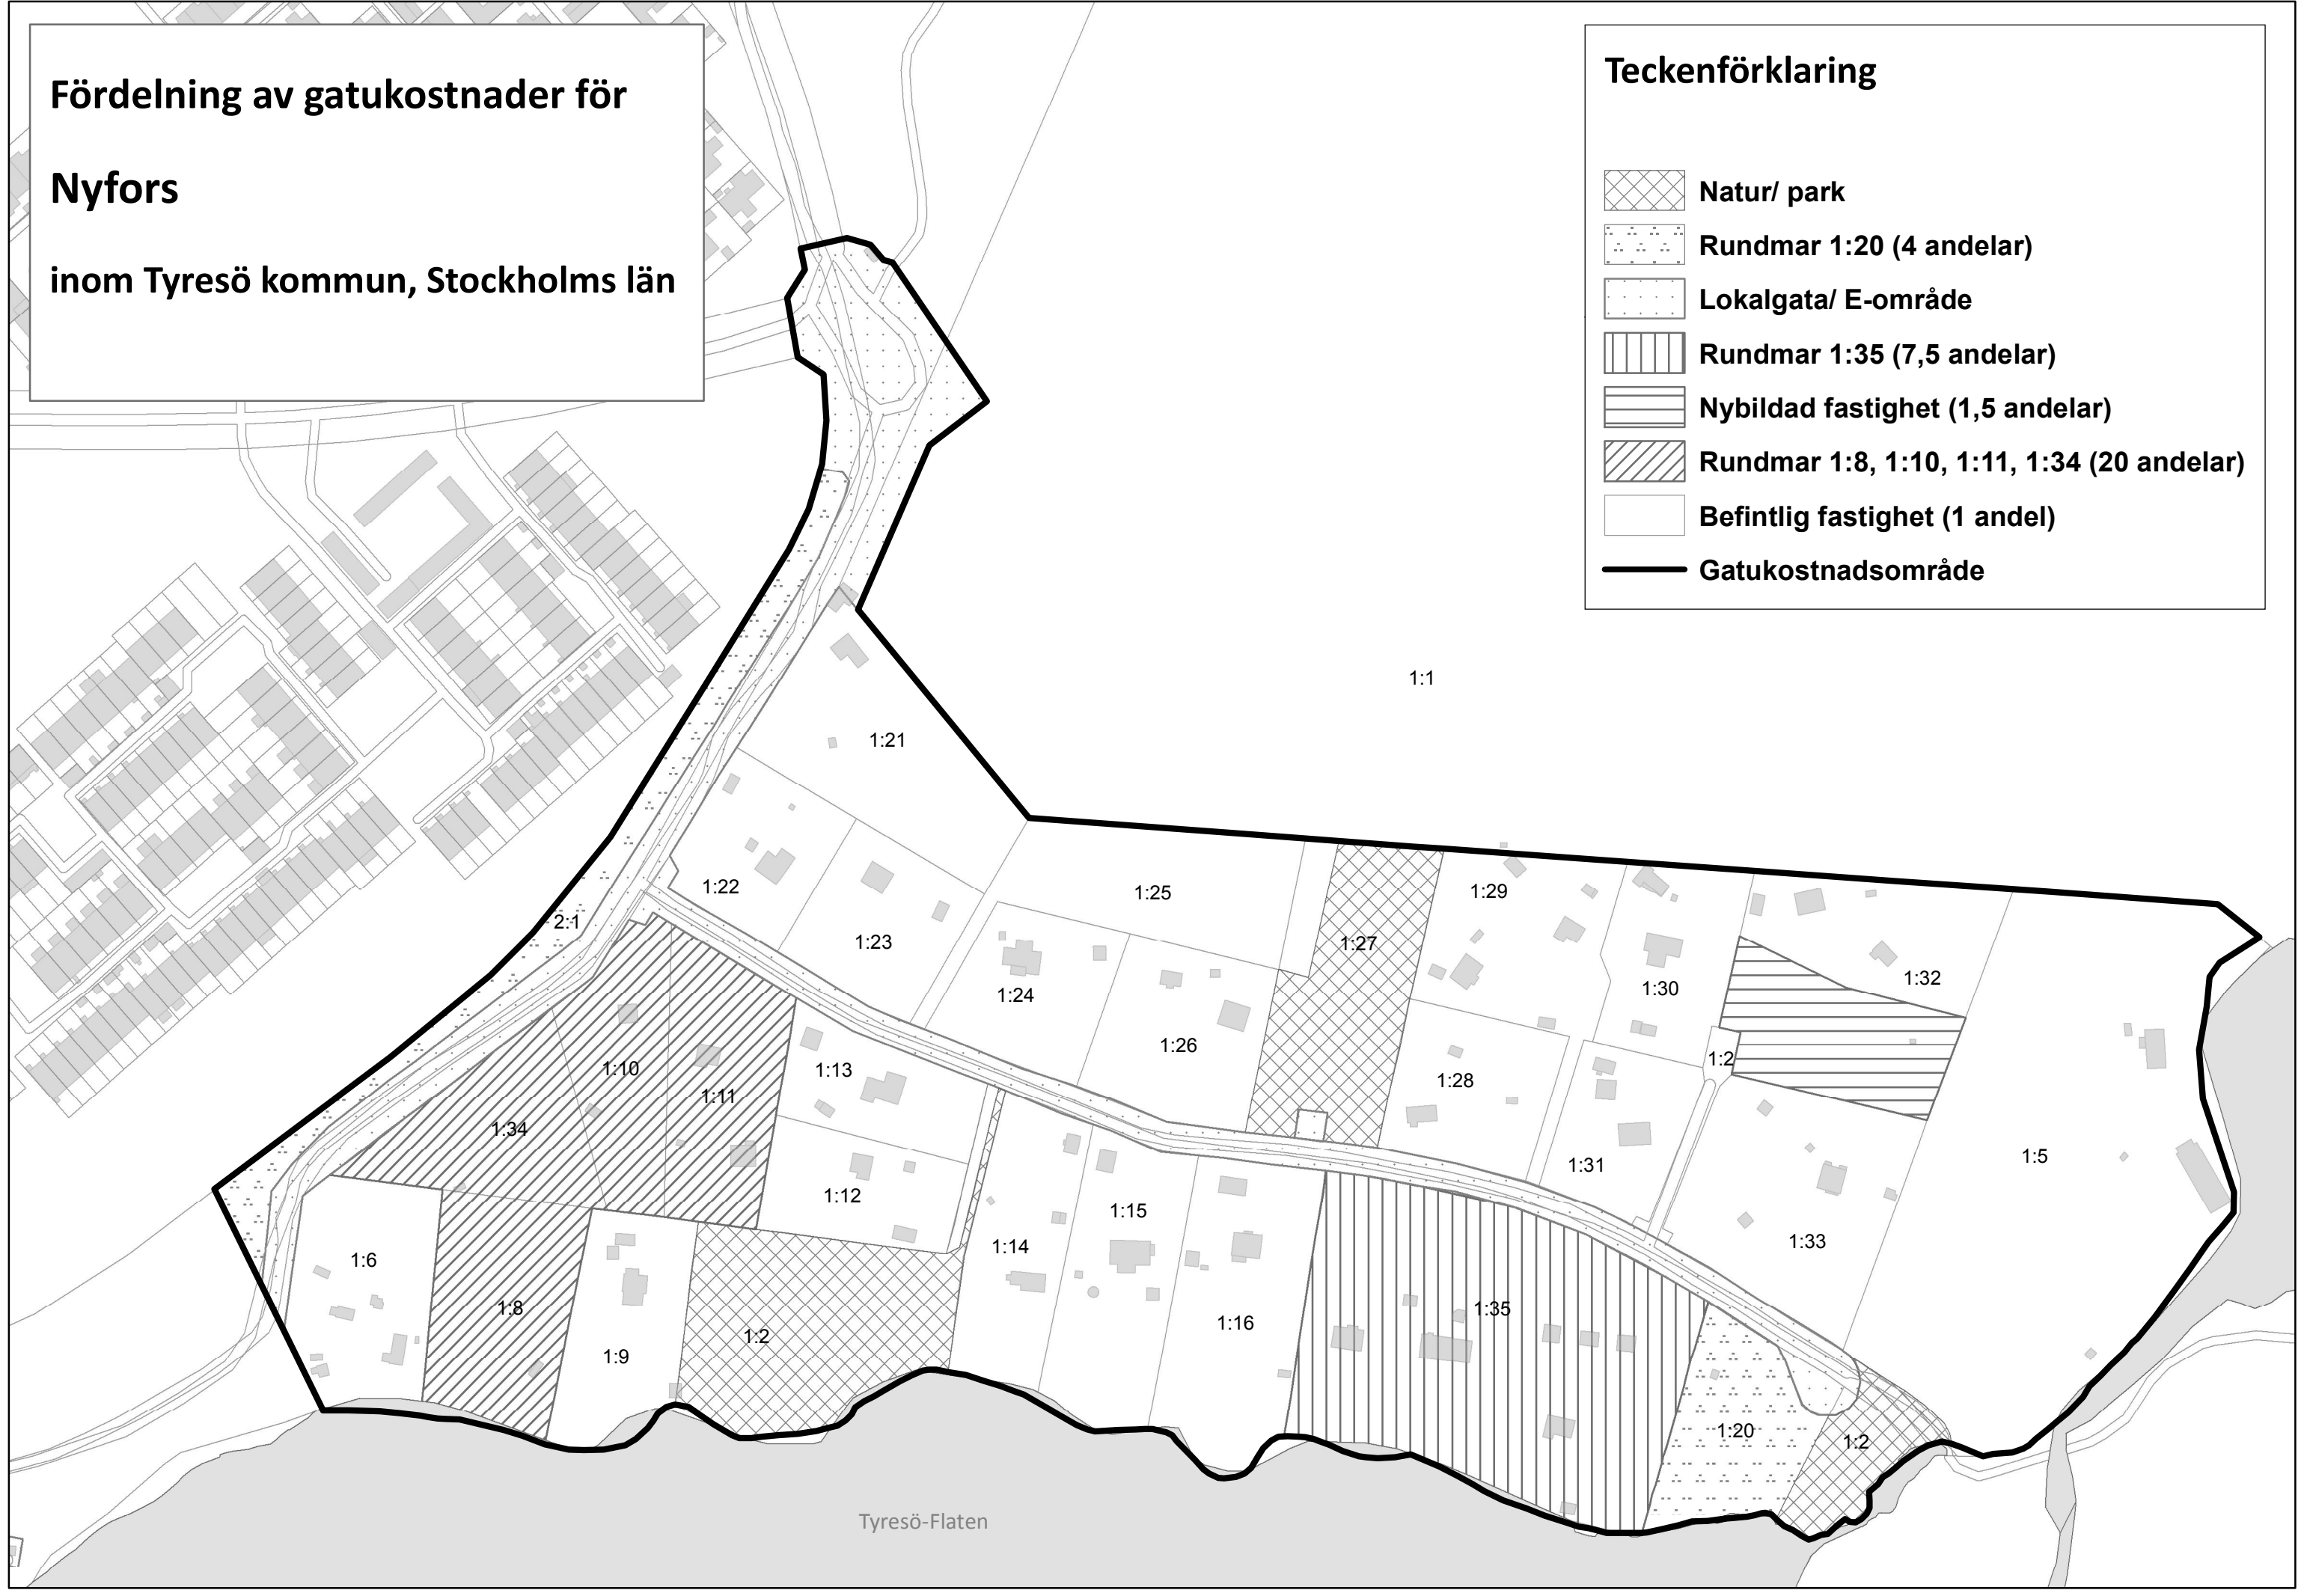 Fördelning av gatukostnader för
Nyfors
inom Tyresö kommun, Stockholms län
Teckenförklaring
Natur/ park
Rundmar 1:20 (4 andelar)
Lokalgata/ E-område
Rundmar 1:35 (7,5 andelar)
Nybildad fastighet (1,5 andelar)
Rundmar 1:8, 1:10, 1:11, 1:34 (20 andelar)
Befintlig fastighet (1 andel)
Gatukostnadsområde
1:1
1:21
1:22
1:25
1:29
2:1
1:23
1:27
1:24
1:30
1:32
1:26
1:2
1:10
1:13
1:28
1:11
1:34
1:31
1:5
1:12
1:15
1:14
1:33
1:6
1:8
1:35
1:16
1:2
1:9
1:20
1:2
Tyresö-Flaten